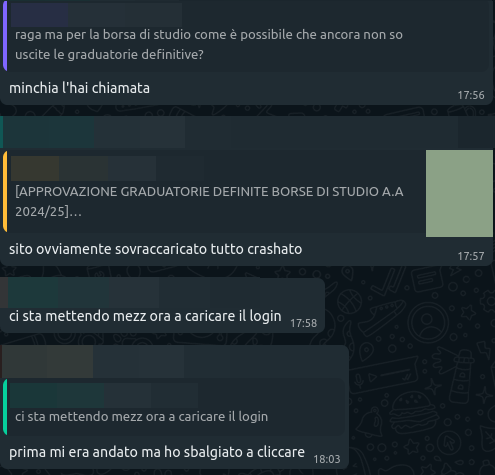 raga ma per la borsa di studio come è possibile che ancora non so
uscite le graduatorie definitive?
minchia l'hai chiamata
17:56
[APPROVAZIONE GRADUATORIE DEFINITE BORSE DI STUDIO A.A
2024/25]...
sito ovviamente sovraccaricato tutto crashato
17:57
ci sta mettendo mezz ora a caricare il login 17:58
ci sta mettendo mezz ora a caricare il login
prima mi era andato ma ho sbalgiato a cliccare 18:03